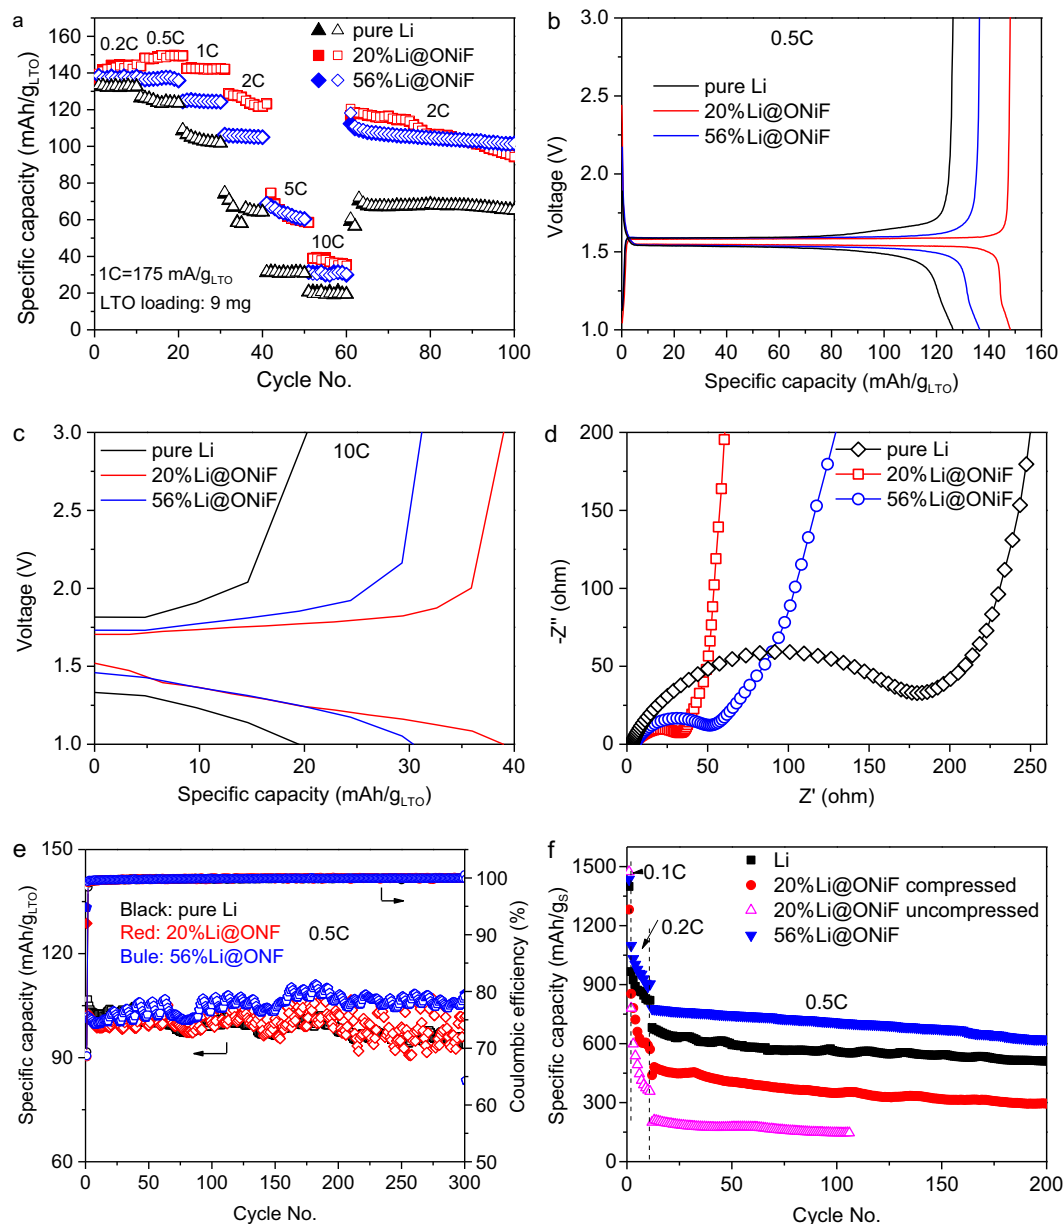 a
160
140
120
100
80
60
40
20
0
0 20 40 60 80 100
Specific capacity (mAh/g_LTO)
Cycle No.
0.2C
0.5C
1C
2C
5C
10C
2C
pure Li
20%Li@ONiF
56%Li@ONiF
1C=175 mA/g_LTO
LTO loading: 9 mg
b
0.5C
3.0
2.5
2.0
1.5
1.0
0 20 40 60 80 100 120 140 160
Voltage (V)
Specific capacity (mAh/g_LTO)
pure Li
20%Li@ONiF
56%Li@ONiF
c
3.0
2.5
2.0
1.5
1.0
0 10 20 30 40
Voltage (V)
Specific capacity (mAh/g_LTO)
pure Li
20%Li@ONiF
56%Li@ONiF
10C
d
200
150
100
50
0
0 50 100 150 200 250
-Z" (ohm)
Z' (ohm)
pure Li
20%Li@ONiF
56%Li@ONiF
e
150
120
90
60
0 50 100 150 200 250 300
100
90
80
70
60
50
Specific capacity (mAh/g_LTO)
Coulombic efficiency (%)
Cycle No.
Black: pure Li
Red: 20%Li@ONF
Bule: 56%Li@ONF
0.5C
f
1500
1200
900
600
300
0
0 50 100 150 200
Specific capacity (mAh/g_S)
Cycle No.
0.1C
0.2C
0.5C
Li
20%Li@ONiF compressed
20%Li@ONiF uncompressed
56%Li@ONiF